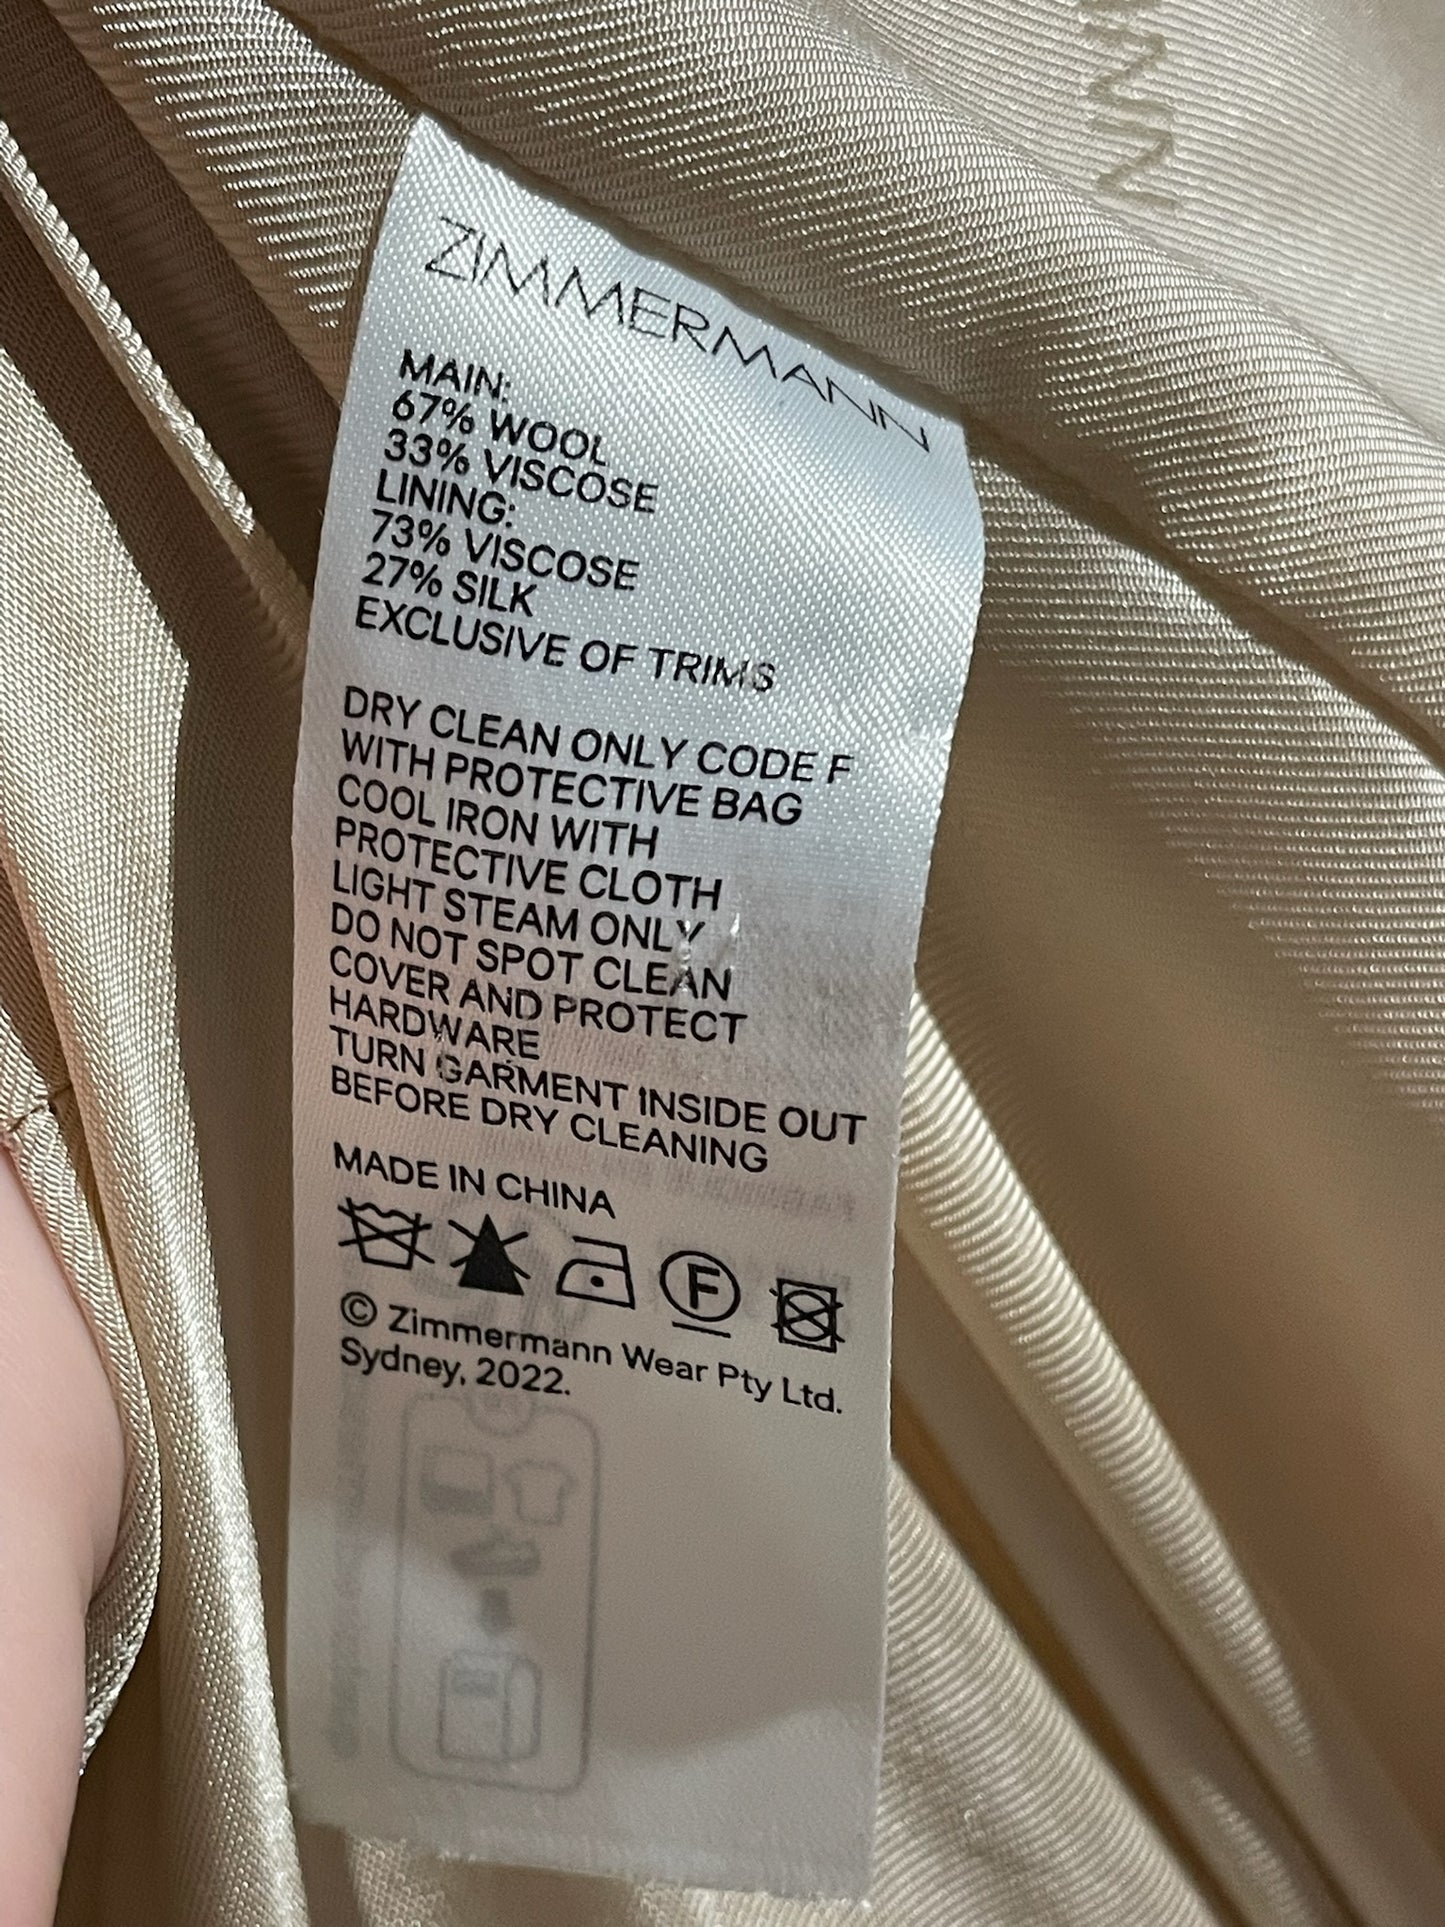 ZIMMERMANN
MAIN:
67% WOOL
33% VISCOSE
LINING:
73% VISCOSE
27% SILK
EXCLUSIVE OF TRIMS
DRY CLEAN ONLY CODE F
WITH PROTECTIVE BAG
COOL IRON WITH
PROTECTIVE CLOTH
LIGHT STEAM ONLY
DO NOT SPOT CLEAN
COVER AND PROTECT
HARDWARE
TURN GARMENT INSIDE OUT
BEFORE DRY CLEANING
MADE IN CHINA
F
© Zimmermann Wear Pty Ltd.
Sydney, 2022.